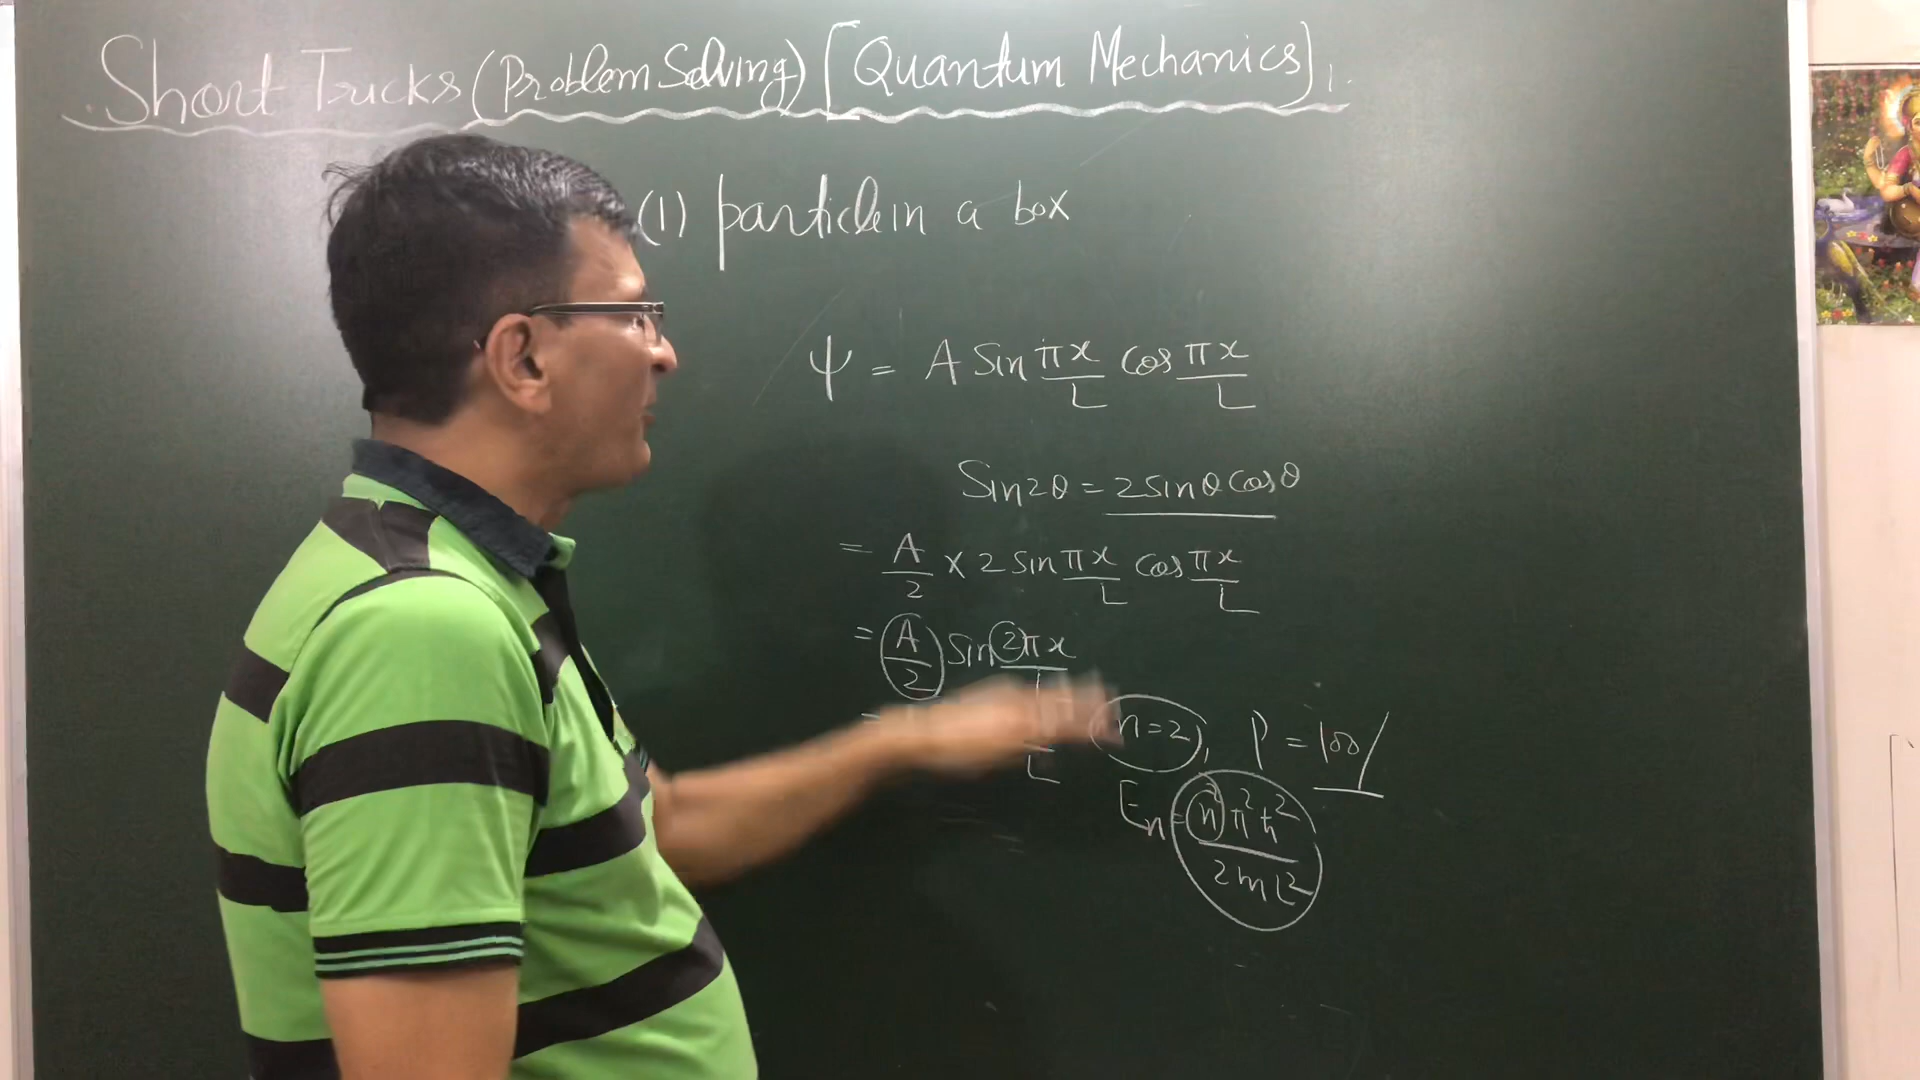 Short Trucks (Problem Solving) [Quantum Mechanics].
(1) particle in a box
Ψ = A Sin πx/L cos πx/L
Sin2θ = 2sinθ cosθ
= A/2 × 2 sin πx/L cos πx/L
= A/2 sin 2πx/L
n=2, P = 100/
En = n²π²ħ²/2mL²